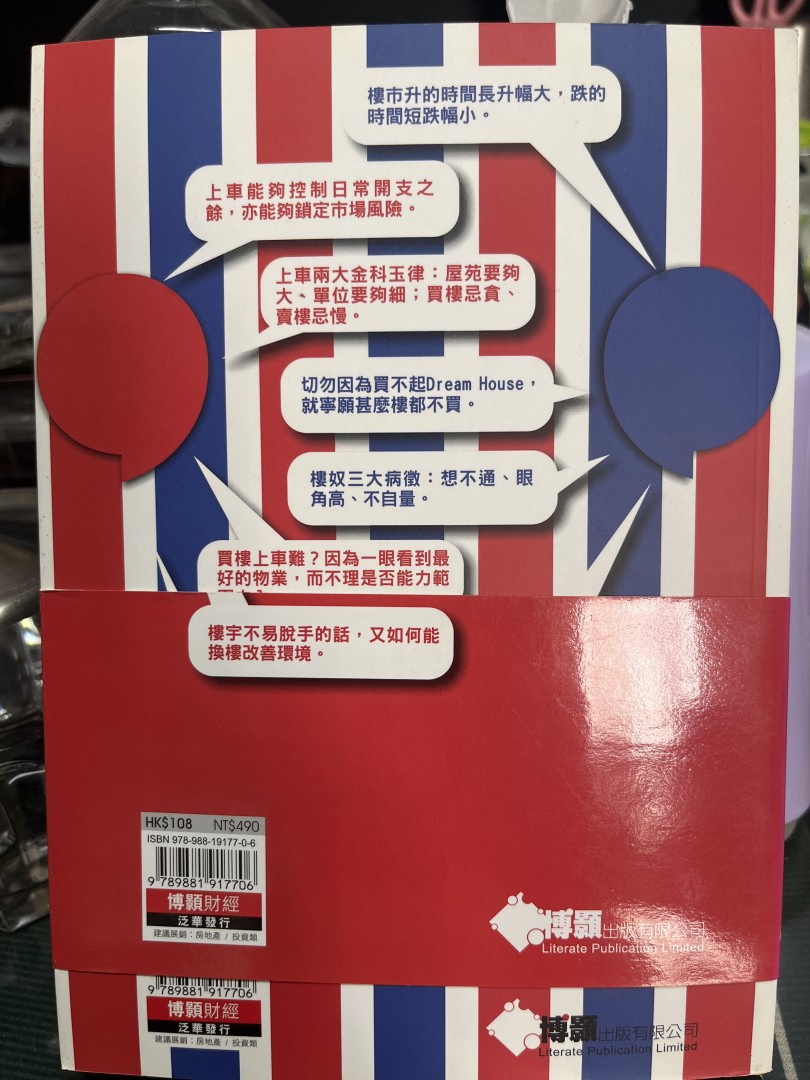 樓市升的時間長升幅大，跌的
時間短跌幅小。
上車能夠控制日常開支之
餘，亦能夠鎖定市場風險。
上車兩大金科玉律：屋苑要夠
大、單位要夠細；買樓忌貪、
賣樓忌慢。
切勿因為買不起Dream House，
就寧願甚麼樓都不買。
樓奴三大病徵：想不通、眼
角高、不自量。
買樓上車難？因為一眼看到最
好的物業，而不理是否能力範
樓宇不易脫手的話，又如何能
換樓改善環境。
HK$108 NT$490
ISBN 978-988-19177-0-6
9 789881 917706
博顥財經
泛華發行
建議展銷：房地產 / 投資類
博顥出版有限公司
Literate Publication Limited
9 789881 917706
博顥財經
泛華發行
建議展銷：房地產 / 投資類
博顥出版有限公司
Literate Publication Limited